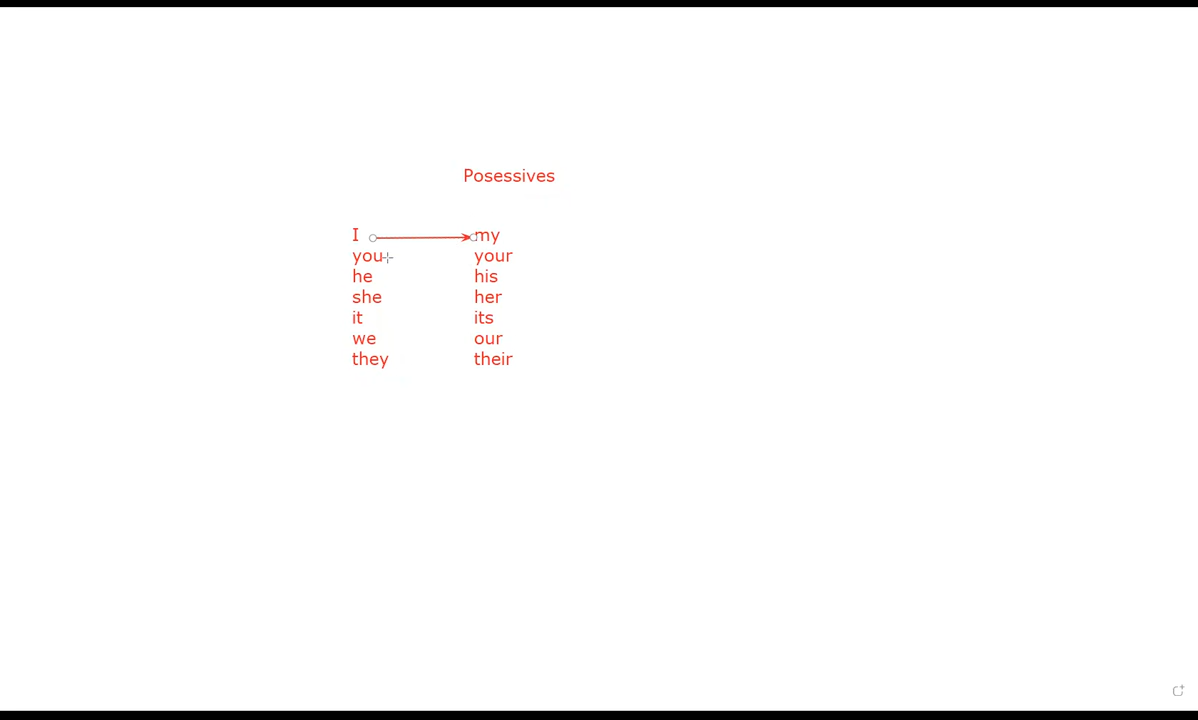 Posessives
I my
you your
he his
she her
it its
we our
they their